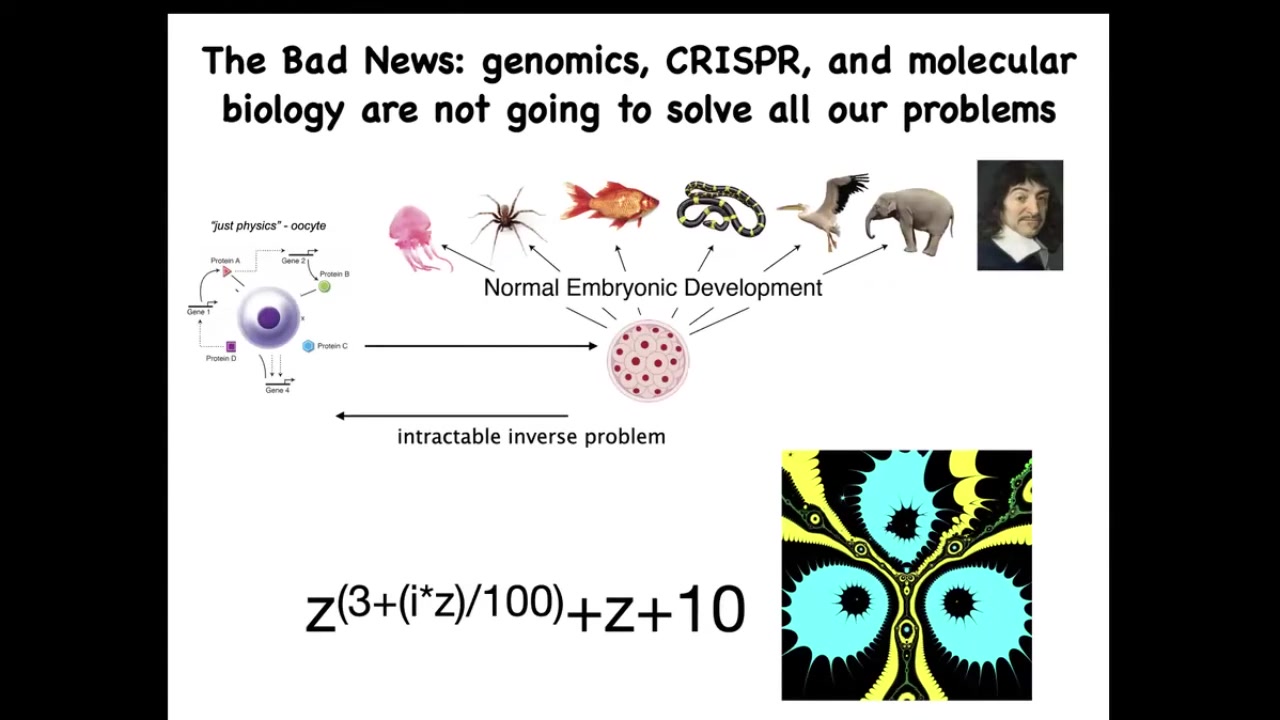 The Bad News: genomics, CRISPR, and molecular
biology are not going to solve all our problems
"just physics" - oocyte
Protein A
Gene 2
Protein B
Gene 1
x
Protein C
Protein D
Gene 4
Normal Embryonic Development
intractable inverse problem
z(3+(i*z)/100)+z+10